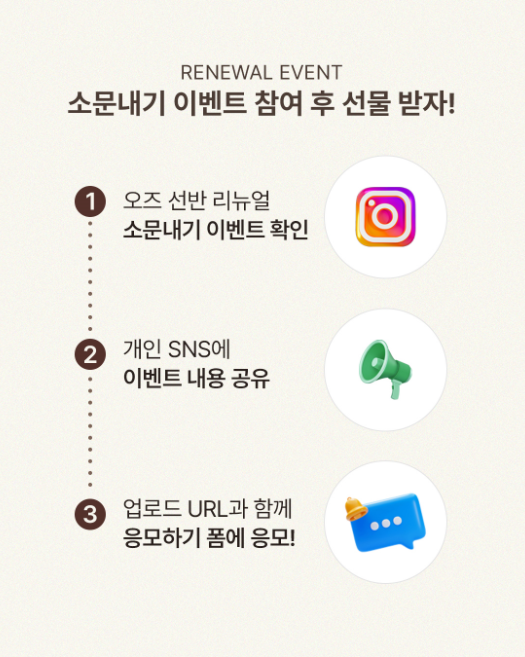 RENEWAL EVENT
소문내기 이벤트 참여 후 선물 받자!
1
오즈 선반 리뉴얼
소문내기 이벤트 확인
2
개인 SNS에
이벤트 내용 공유
3
업로드 URL과 함께
응모하기 폼에 응모!